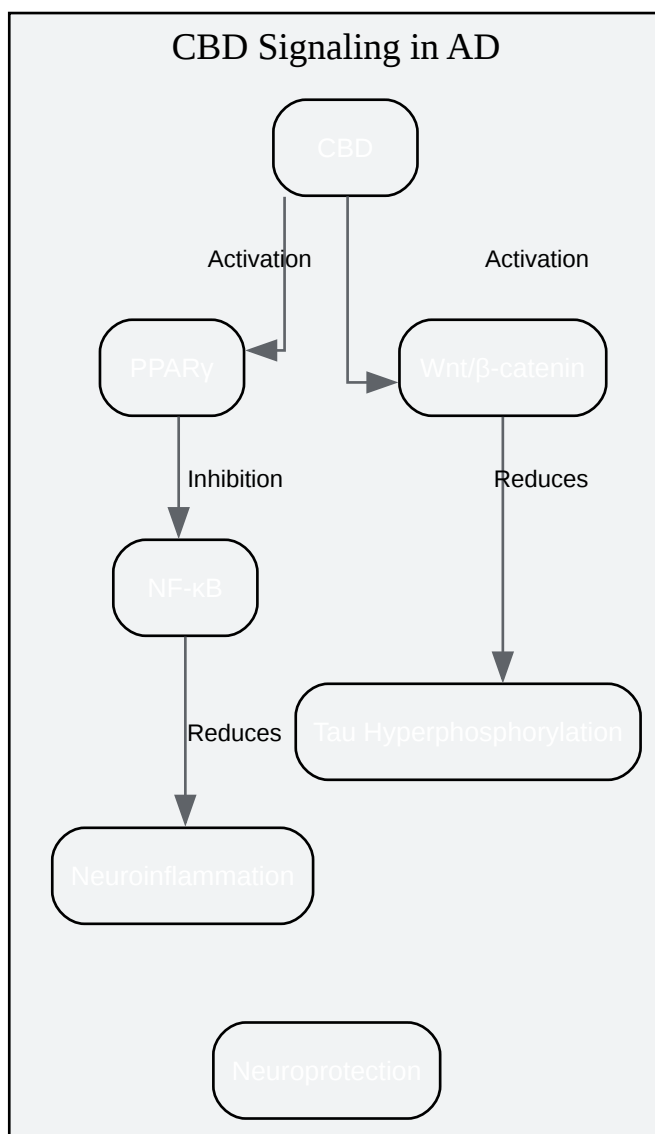 CBD Signaling in AD
CBD
Activation
Activation
PPARγ
Wnt/β-catenin
Inhibition
Reduces
NF-κB
Reduces
Tau Hyperphosphorylation
Neuroinflammation
Neuroprotection